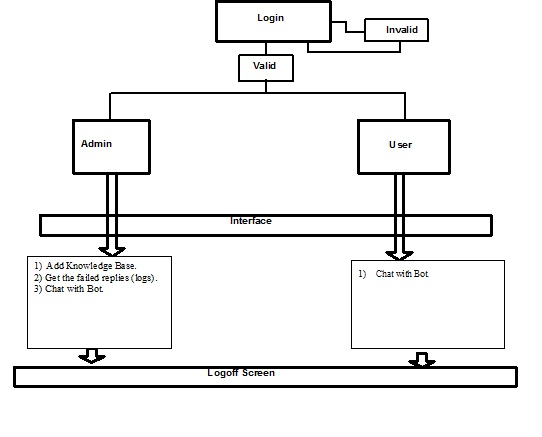 Login
Invalid
Valid
Admin
User
Interface
1) Add Knowledge Base.
2) Get the failed replies (logs).
3) Chat with Bot.
1) Chat with Bot.
Logoff Screen